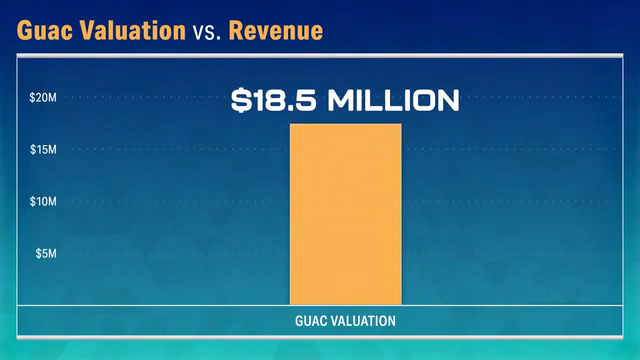 Guac Valuation vs. Revenue
$18.5 MILLION
$20M
$15M
$10M
$5M
GUAC VALUATION